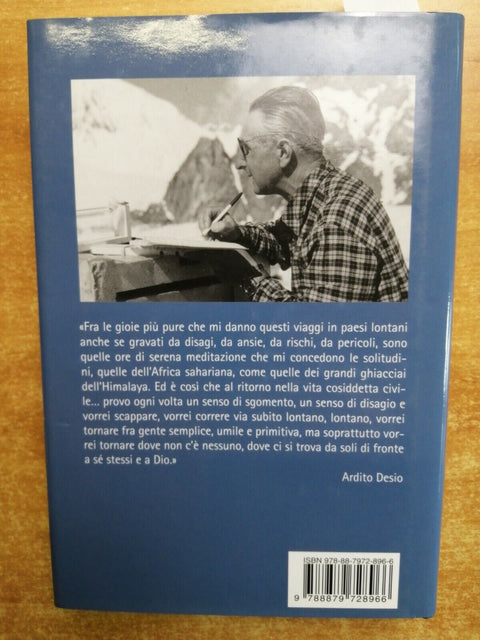 «Fra le gioie più pure che mi danno questi viaggi in paesi lontani
anche se gravati da disagi, da ansie, da rischi, da pericoli, sono
quelle ore di serena meditazione che mi concedono le solitudi-
ni, quelle dell'Africa sahariana, come quelle dei grandi ghiacciai
dell'Himalaya. Ed è così che al ritorno nella vita cosiddetta civi-
le... provo ogni volta un senso di sgomento, un senso di disagio e
vorrei scappare, vorrei correre via subito lontano, lontano, vorrei
tornare fra gente semplice, umile e primitiva, ma soprattutto vor-
rei tornare dove non c'è nessuno, dove ci si trova da soli di fronte
a sé stessi e a Dio.»
Ardito Desio
ISBN 978-88-7972-896-6
9 788879 728966